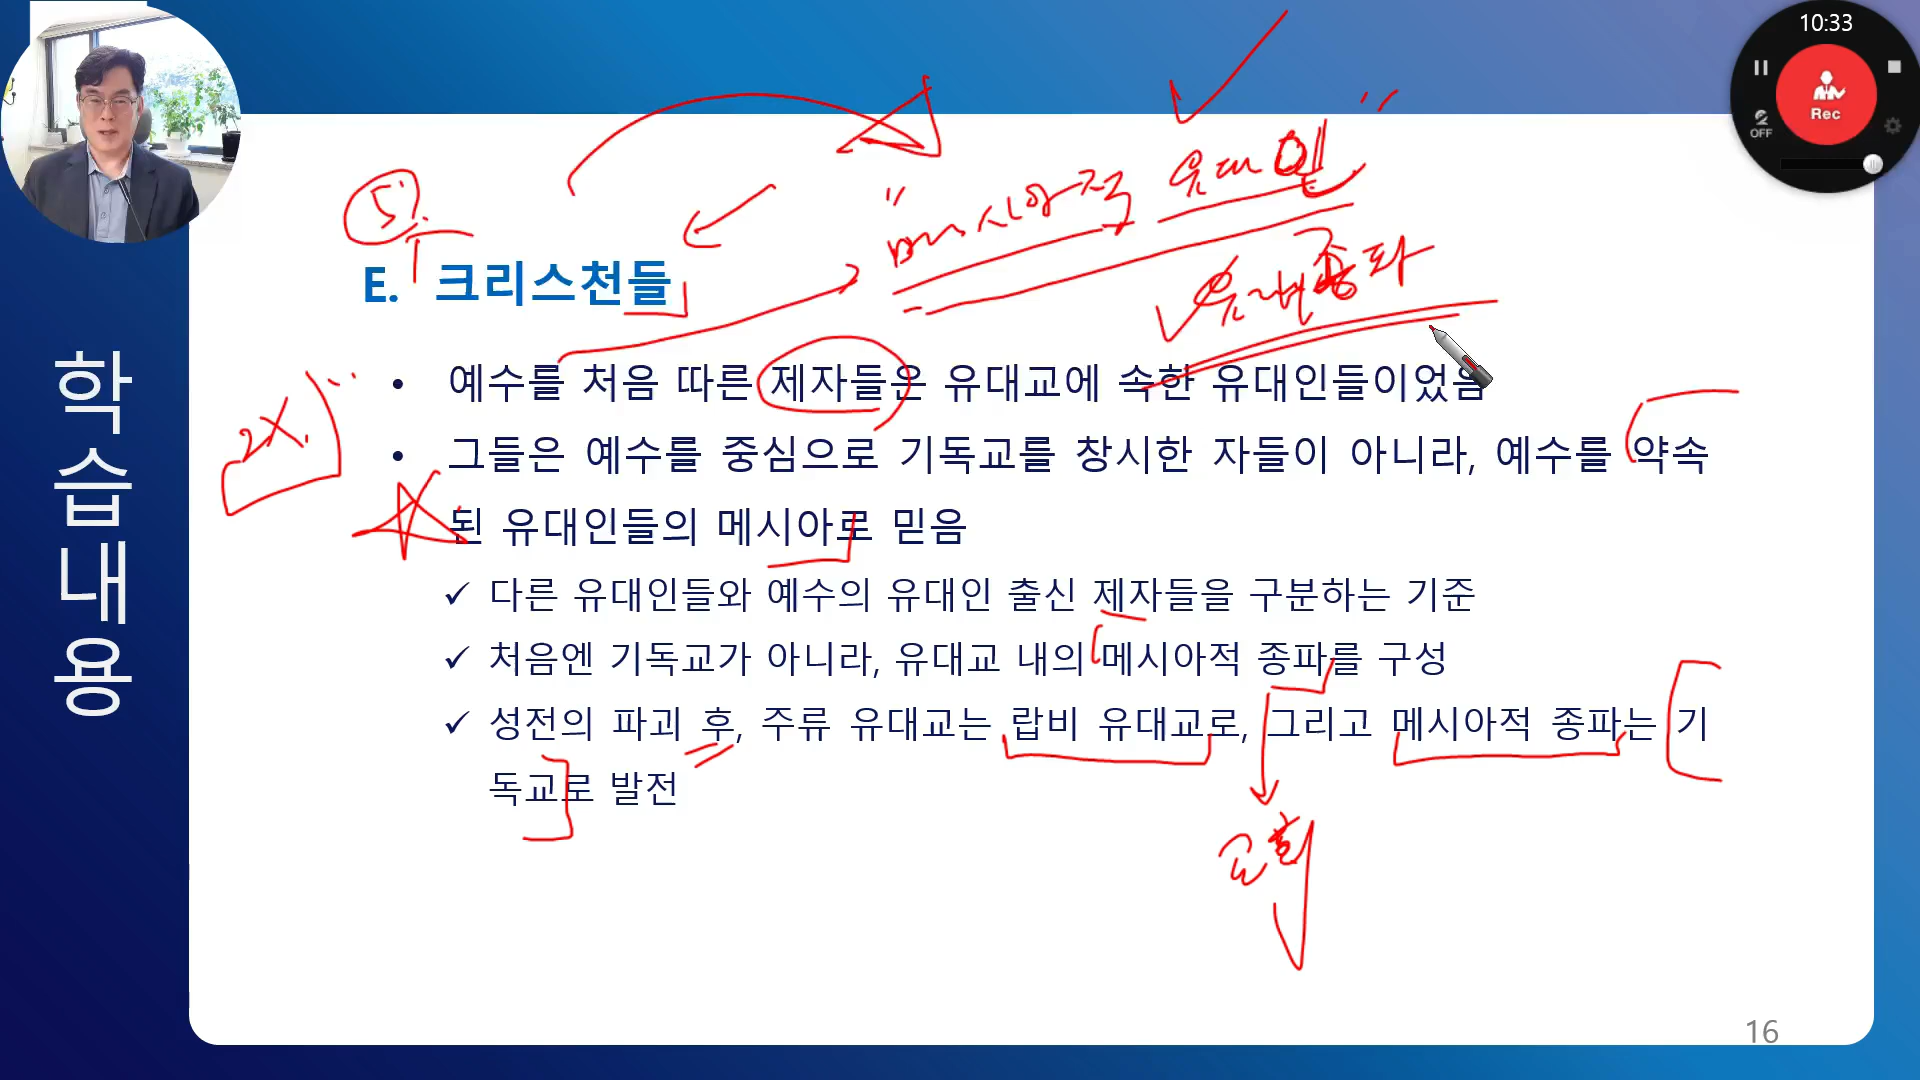 10:33
Rec
OFF
5%
"메시아적 유대인"
유대종파
E. 크리스천들
학습내용
• 예수를 처음 따른 제자들은 유대교에 속한 유대인들이었음
2X.
• 그들은 예수를 중심으로 기독교를 창시한 자들이 아니라, 예수를 약속
된 유대인들의 메시아로 믿음
✓ 다른 유대인들와 예수의 유대인 출신 제자들을 구분하는 기준
✓ 처음엔 기독교가 아니라, 유대교 내의 메시아적 종파를 구성
✓ 성전의 파괴 후, 주류 유대교는 랍비 유대교로, 그리고 메시아적 종파는 기
독교로 발전
교회
16